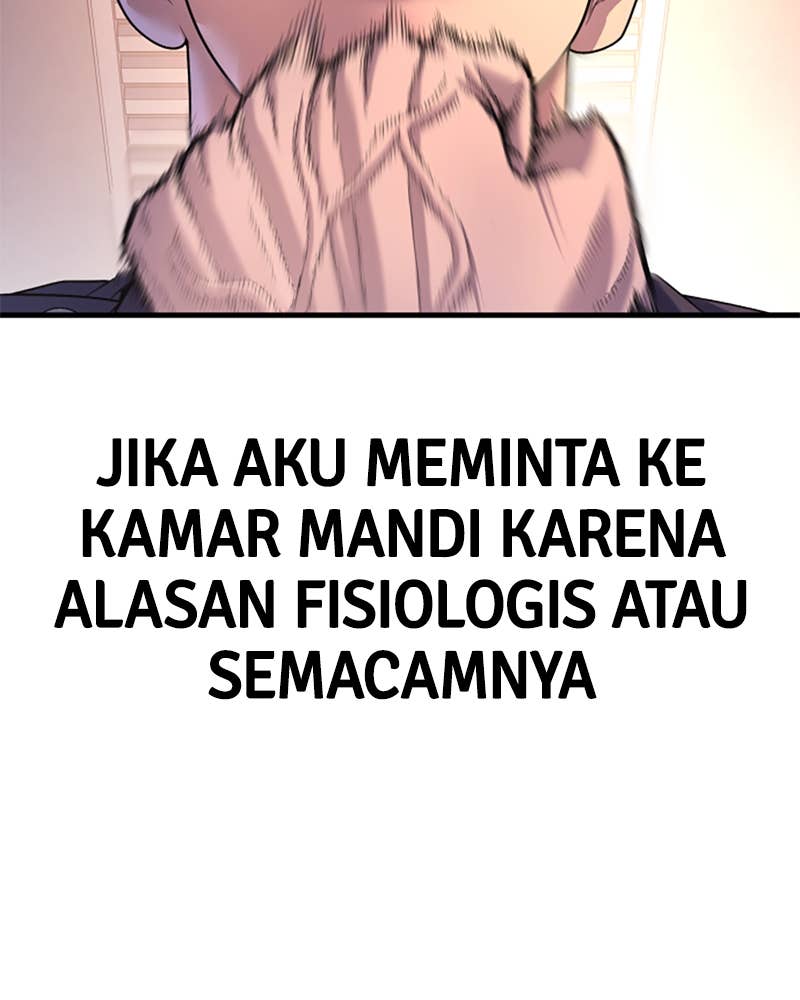 JIKA AKU MEMINTA KE
KAMAR MANDI KARENA
ALASAN FISIOLOGIS ATAU
SEMACAMNYA